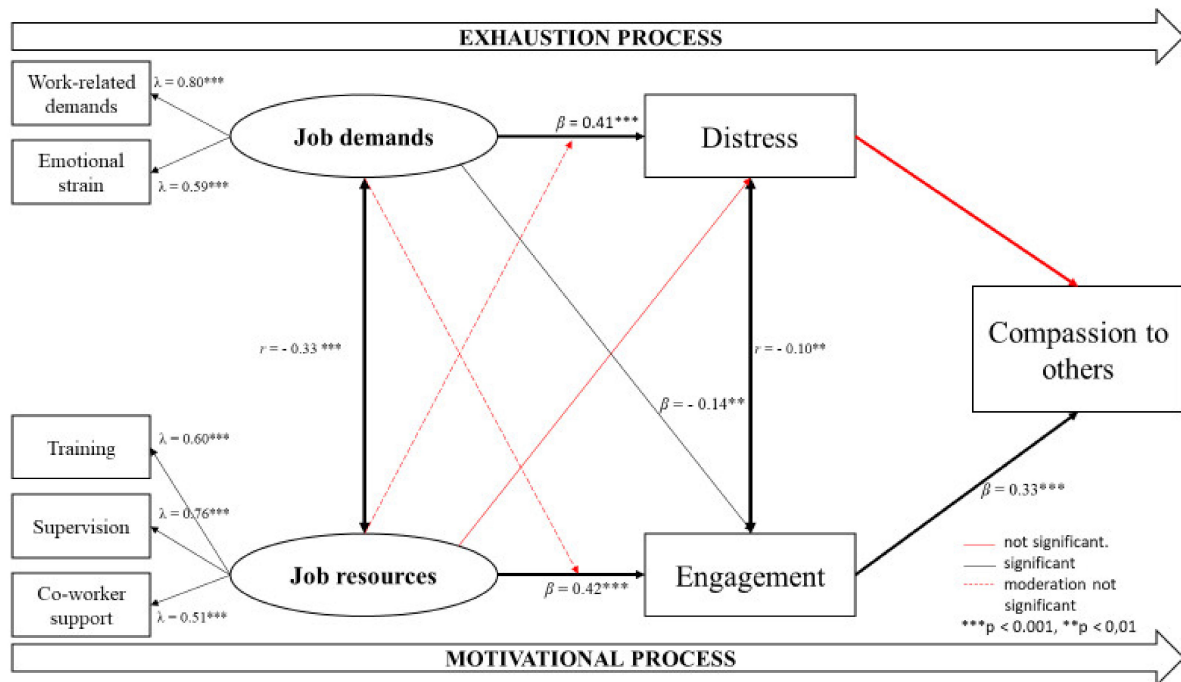 EXHAUSTION PROCESS
Work-related
demands
λ = 0.80***
Emotional
strain
λ = 0.59***
Job demands
β = 0.41***
Distress
r = - 0.33 ***
r = - 0.10**
β = - 0.14**
Compassion to
others
Training
λ = 0.60***
Supervision
λ = 0.76***
Co-worker
support
λ = 0.51***
Job resources
β = 0.42***
Engagement
β = 0.33***
not significant.
significant
moderation not
significant
***p < 0.001, **p < 0,01
MOTIVATIONAL PROCESS